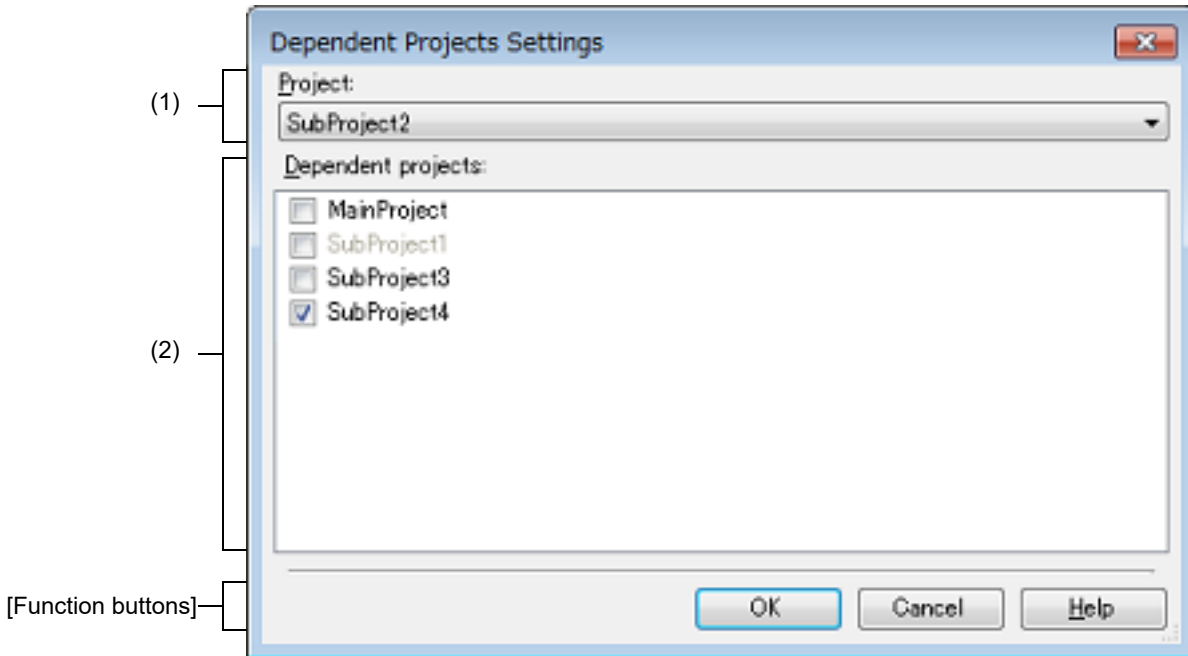 Dependent Projects Settings
(1)
Project:
SubProject2
(2)
Dependent projects:
MainProject
SubProject1
SubProject3
SubProject4
[Function buttons]
OK Cancel Help